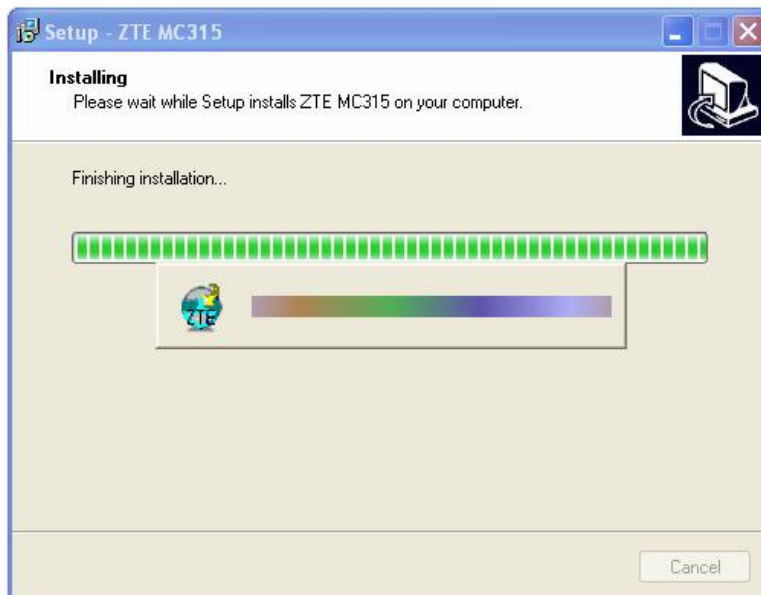 Setup - ZTE MC315
Installing
Please wait while Setup installs ZTE MC315 on your computer.
Finishing installation...
ZTE
Cancel